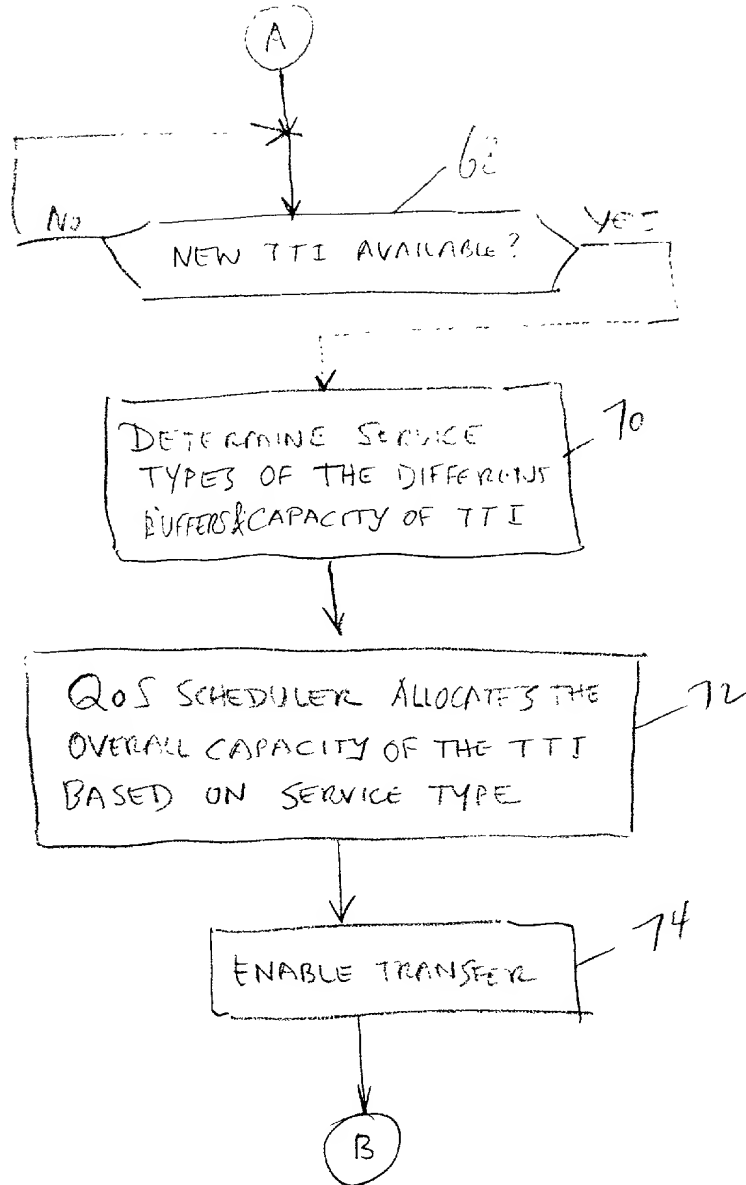 A
62
No
NEW TTI AVAILABLE?
YES
DETERMINE SERVICE
TYPES OF THE DIFFERENT
BUFFERS & CAPACITY OF TTI
70
QoS SCHEDULER ALLOCATES THE
OVERALL CAPACITY OF THE TTI
BASED ON SERVICE TYPE
72
ENABLE TRANSFER
74
B